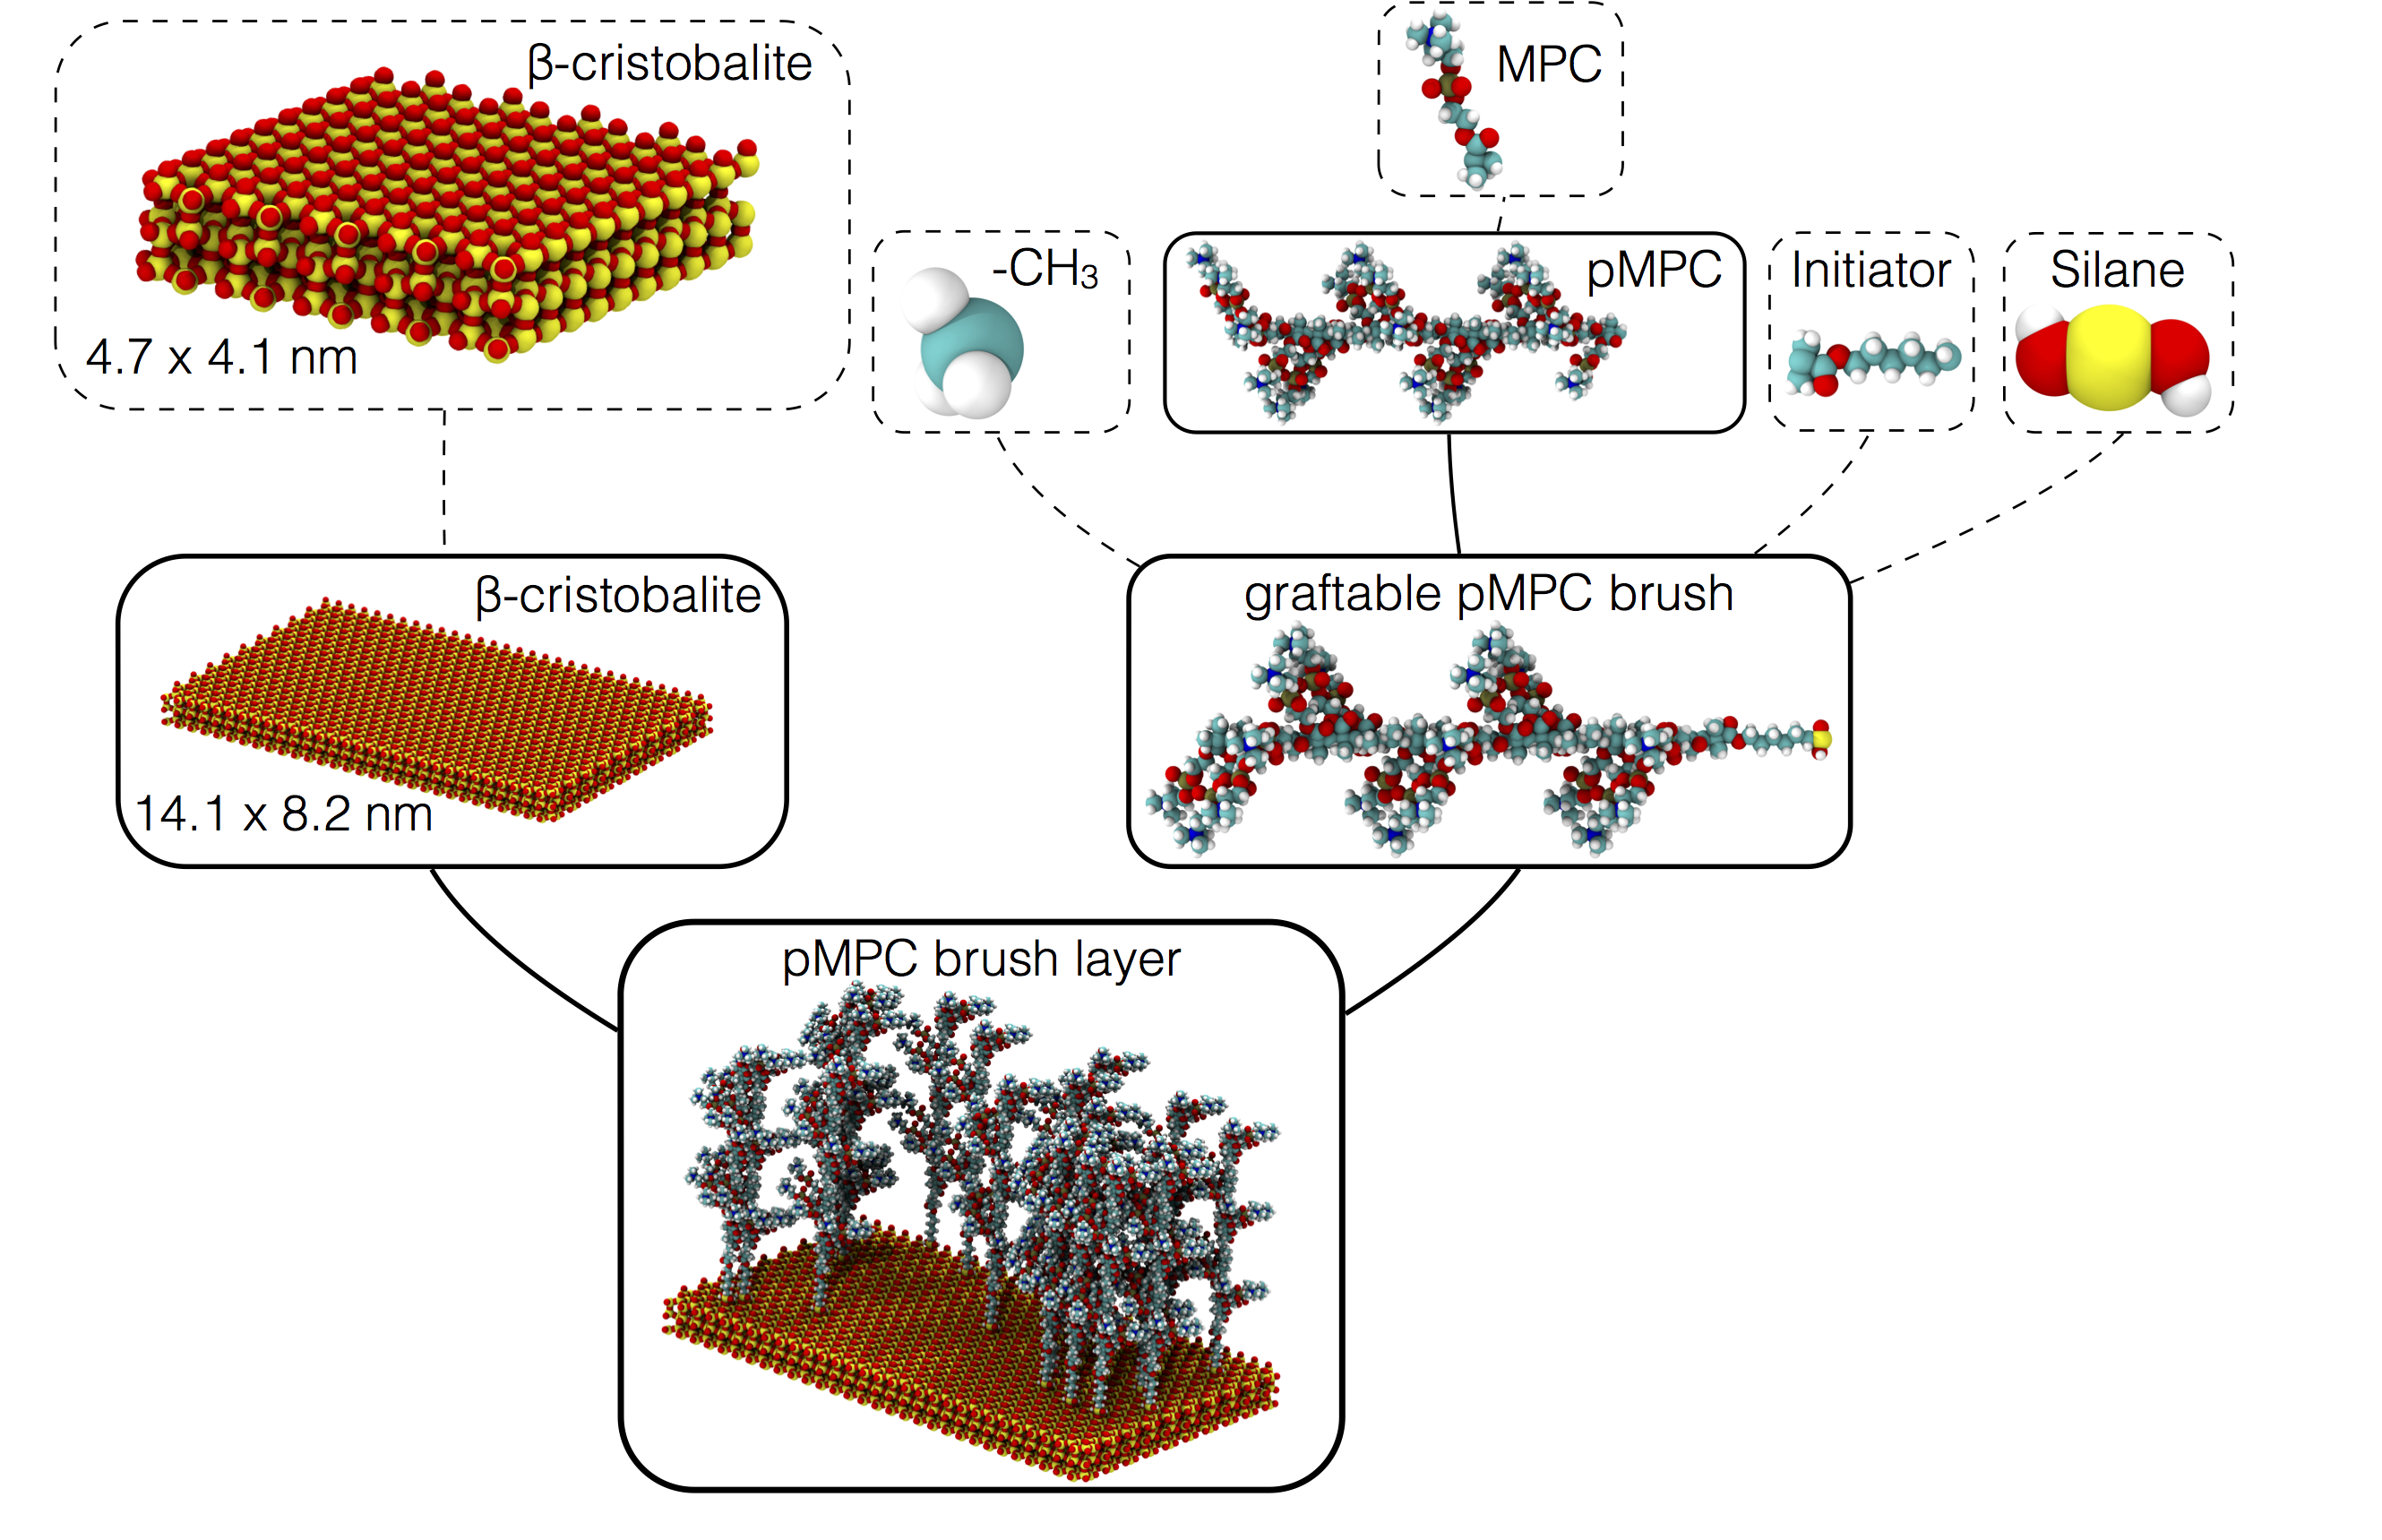 β-cristobalite
4.7 x 4.1 nm
MPC
-CH₃
pMPC
Initiator
Silane
β-cristobalite
14.1 x 8.2 nm
graftable pMPC brush
pMPC brush layer